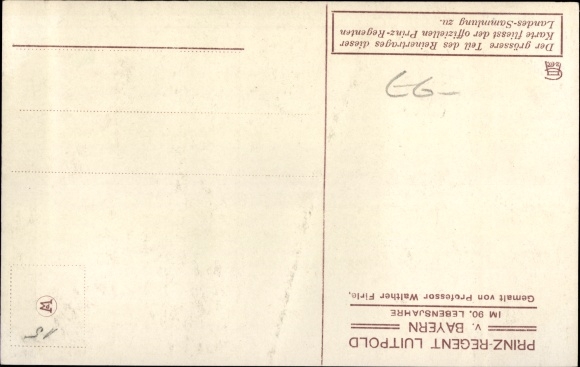 PRINZ-REGENT LUITPOLD
v. BAYERN
IM 90. LEBENSJAHRE
Gemalt von Professor Walther Firle.
Der grössere Teil des Reinertrages dieser
Karte fliesst der offiziellen Prinz-Regenten
Landes-Sammlung zu.
M